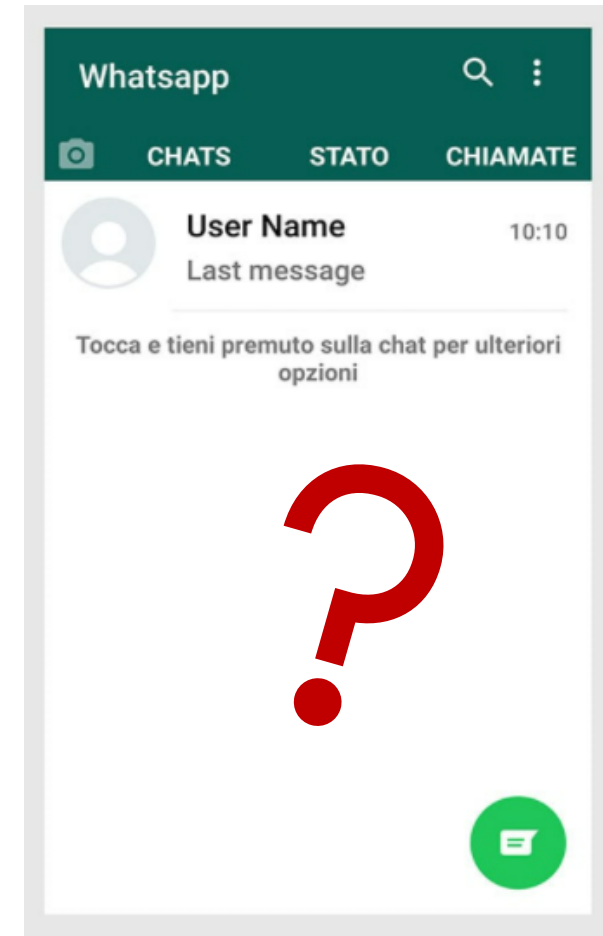 Whatsapp
CHATS STATO CHIAMATE
User Name 10:10
Last message
Tocca e tieni premuto sulla chat per ulteriori
opzioni
?